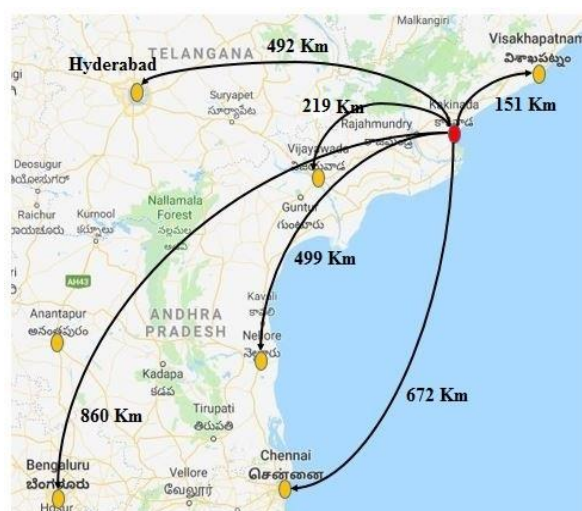 Malkangiri
TELANGANA
492 Km
Visakhapatnam
విశాఖపట్నం
Hyderabad
Suryapet
సూర్యాపేట
219 Km
Kakinada
151 Km
Rajahmundry
Vijayawada
Deosugur
Nallamala
Forest
Guntur
గుంటూరు
Raichur
Kurnool
499 Km
AH43
Kavali
కావలి
ANDHRA
PRADESH
Anantapur
అనంతపురం
Nellore
Kadapa
కడప
672 Km
860 Km
Tirupati
తిరుపతి
Chennai
சென்னை
Bengaluru
ಬೆಂಗಳೂರು
Vellore
வேலூர்
Hosur